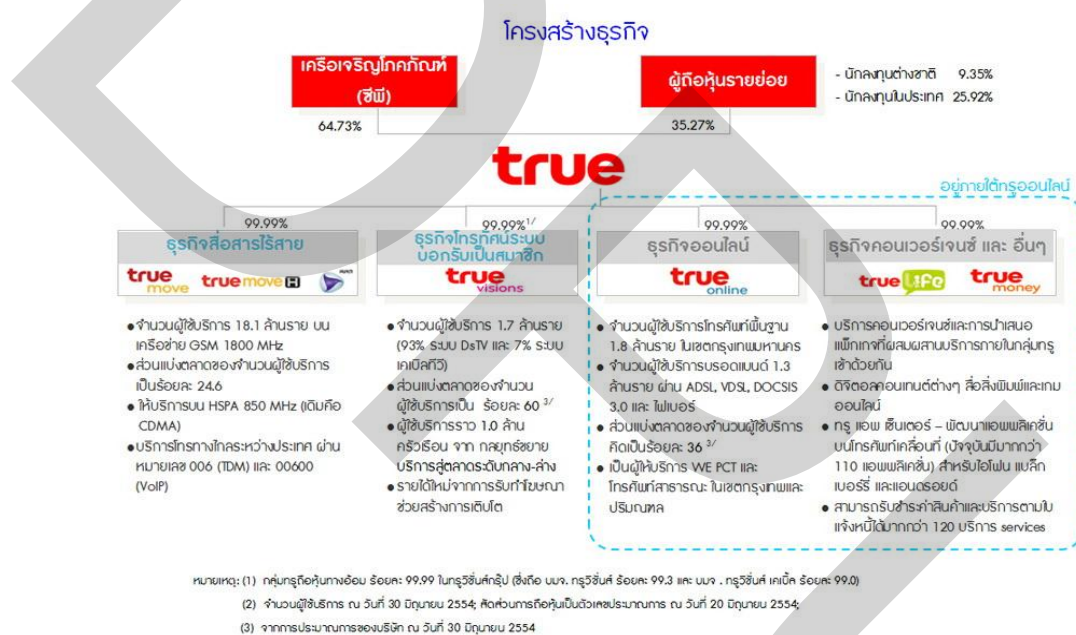 โครงสร้างธุรกิจ
เครือเจริญโภคภัณฑ์
(ซีพี)
ผู้ถือหุ้นรายย่อย
- นักลงทุนต่างชาติ 9.35%
- นักลงทุนในประเทศ 25.92%
64.73%
35.27%
true
อยู่ภายใต้ทรูออนไลน์
99.99%
ธุรกิจสื่อสารไร้สาย
true move
truemove H
●จำนวนผู้ใช้บริการ 18.1 ล้านราย บน
เครือข่าย GSM 1800 MHz
●ส่วนแบ่งตลาดของจำนวนผู้ใช้บริการ
เป็นร้อยละ 24.6
● ให้บริการบน HSPA 850 MHz (เดิมคือ
CDMA)
●บริการโทรทางไกลระหว่างประเทศ ผ่าน
หมายเลข 006 (TDM) และ 00600
(VoIP)
99.99% 1/
ธุรกิจโทรทัศน์ระบบ
บอกรับเป็นสมาชิก
true
visions
●จำนวนผู้ใช้บริการ 1.7 ล้านราย
(93% ระบบ DsTV และ 7% ระบบ
เคเบิลทีวี)
●ส่วนแบ่งตลาดของจำนวน
ผู้ใช้บริการเป็น ร้อยละ 60 3/
●ผู้ใช้บริการราว 1.0 ล้าน
ครัวเรือน จาก กลยุทธ์ขยาย
บริการสู่ตลาดระดับกลาง-ล่าง
●รายได้ใหม่จากการรับทำโฆษณา
ช่วยสร้างการเติบโต
99.99%
ธุรกิจออนไลน์
true
online
● จำนวนผู้ใช้บริการโทรศัพท์พื้นฐาน
1.8 ล้านราย ในเขตกรุงเทพมหานคร
● จำนวนผู้ใช้บริการบรอดแบนด์ 1.3
ล้านราย ผ่าน ADSL, VDSL, DOCSIS
3.0 และ ไฟเบอร์
● ส่วนแบ่งตลาดของจำนวนผู้ใช้บริการ
คิดเป็นร้อยละ 36 3/
● เป็นผู้ให้บริการ WE PCT และ
โทรศัพท์สาธารณะ ในเขตกรุงเทพและ
ปริมณฑล
99.99%
ธุรกิจคอนเวอร์เจนซ์ และ อื่นๆ
true Life
true
money
● บริการคอนเวอร์เจนซ์และการนำเสนอ
แพ็กเกจที่ผสมผสานบริการภายในกลุ่มทรู
เข้าด้วยกัน
● ดิจิตอลคอนเทนต์ต่างๆ สื่อสิ่งพิมพ์และเกม
ออนไลน์
● ทรู แอพ เซ็นเตอร์ – พัฒนาแอพพลิเคชั่น
บนโทรศัพท์เคลื่อนที่ (ปัจจุบันมีมากกว่า
110 แอพพลิเคชั่น) สำหรับไอโฟน แบล็ก
เบอร์รี่ และแอนดรอยด์
● สามารถรับชำระค่าสินค้าและบริการตามใบ
แจ้งหนี้ได้มากกว่า 120 บริการ services
หมายเหตุ: (1) กลุ่มทรูถือหุ้นทางอ้อม ร้อยละ 99.99 ในทรูวิชั่นส์กรุ๊ป (ซึ่งถือ บมจ. ทรูวิชั่นส์ ร้อยละ 99.3 และ บมจ . ทรูวิชั่นส์ เคเบิ้ล ร้อยละ 99.0)
(2) จำนวนผู้ใช้บริการ ณ วันที่ 30 มิถุนายน 2554; สัดส่วนการถือหุ้นเป็นตัวเลขประมาณการ ณ วันที่ 20 มิถุนายน 2554;
(3) จากการประมาณการของบริษัท ณ วันที่ 30 มิถุนายน 2554